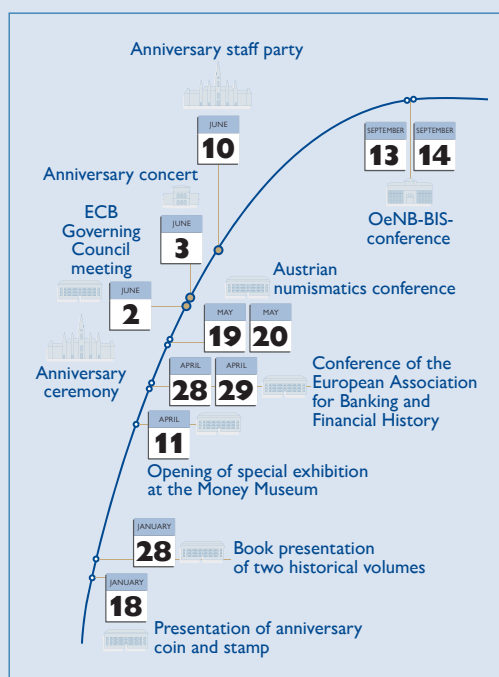 Anniversary staff party
JUNE
10
SEPTEMBER
13
SEPTEMBER
14
OeNB-BIS-
conference
Anniversary concert
JUNE
3
ECB
Governing
Council
meeting
JUNE
2
Anniversary
ceremony
Austrian
numismatics conference
MAY
19
MAY
20
APRIL
28
APRIL
29
Conference of the
European Association
for Banking and
Financial History
APRIL
11
Opening of special exhibition
at the Money Museum
JANUARY
28
Book presentation
of two historical volumes
JANUARY
18
Presentation of anniversary
coin and stamp